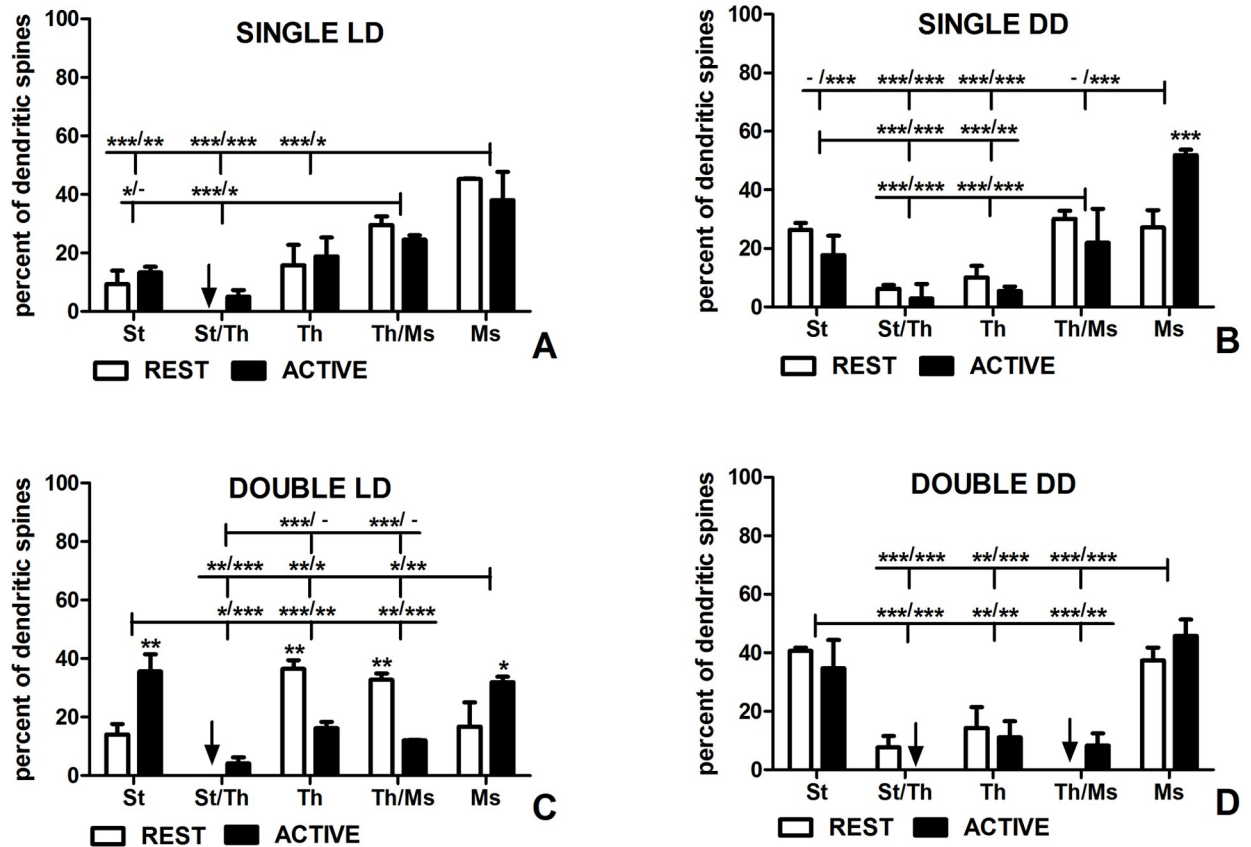 SINGLE LD
percent of dendritic spines
100
80
60
40
20
0
***/** ***/*** ***/*
*/- ***/*
St St/Th Th Th/Ms Ms
REST ACTIVE
A
SINGLE DD
percent of dendritic spines
100
80
60
40
20
0
- /*** ***/*** ***/*** - /***
***/*** ***/**
***
***/*** ***/***
St St/Th Th Th/Ms Ms
REST ACTIVE
B
DOUBLE LD
percent of dendritic spines
100
80
60
40
20
0
***/ - ***/ -
**/*** **/* */**
*/*** ***/** **/***
** ** ** *
St St/Th Th Th/Ms Ms
REST ACTIVE
C
DOUBLE DD
percent of dendritic spines
100
80
60
40
20
0
***/*** **/*** ***/***
***/*** **/** ***/**
St St/Th Th Th/Ms Ms
REST ACTIVE
D